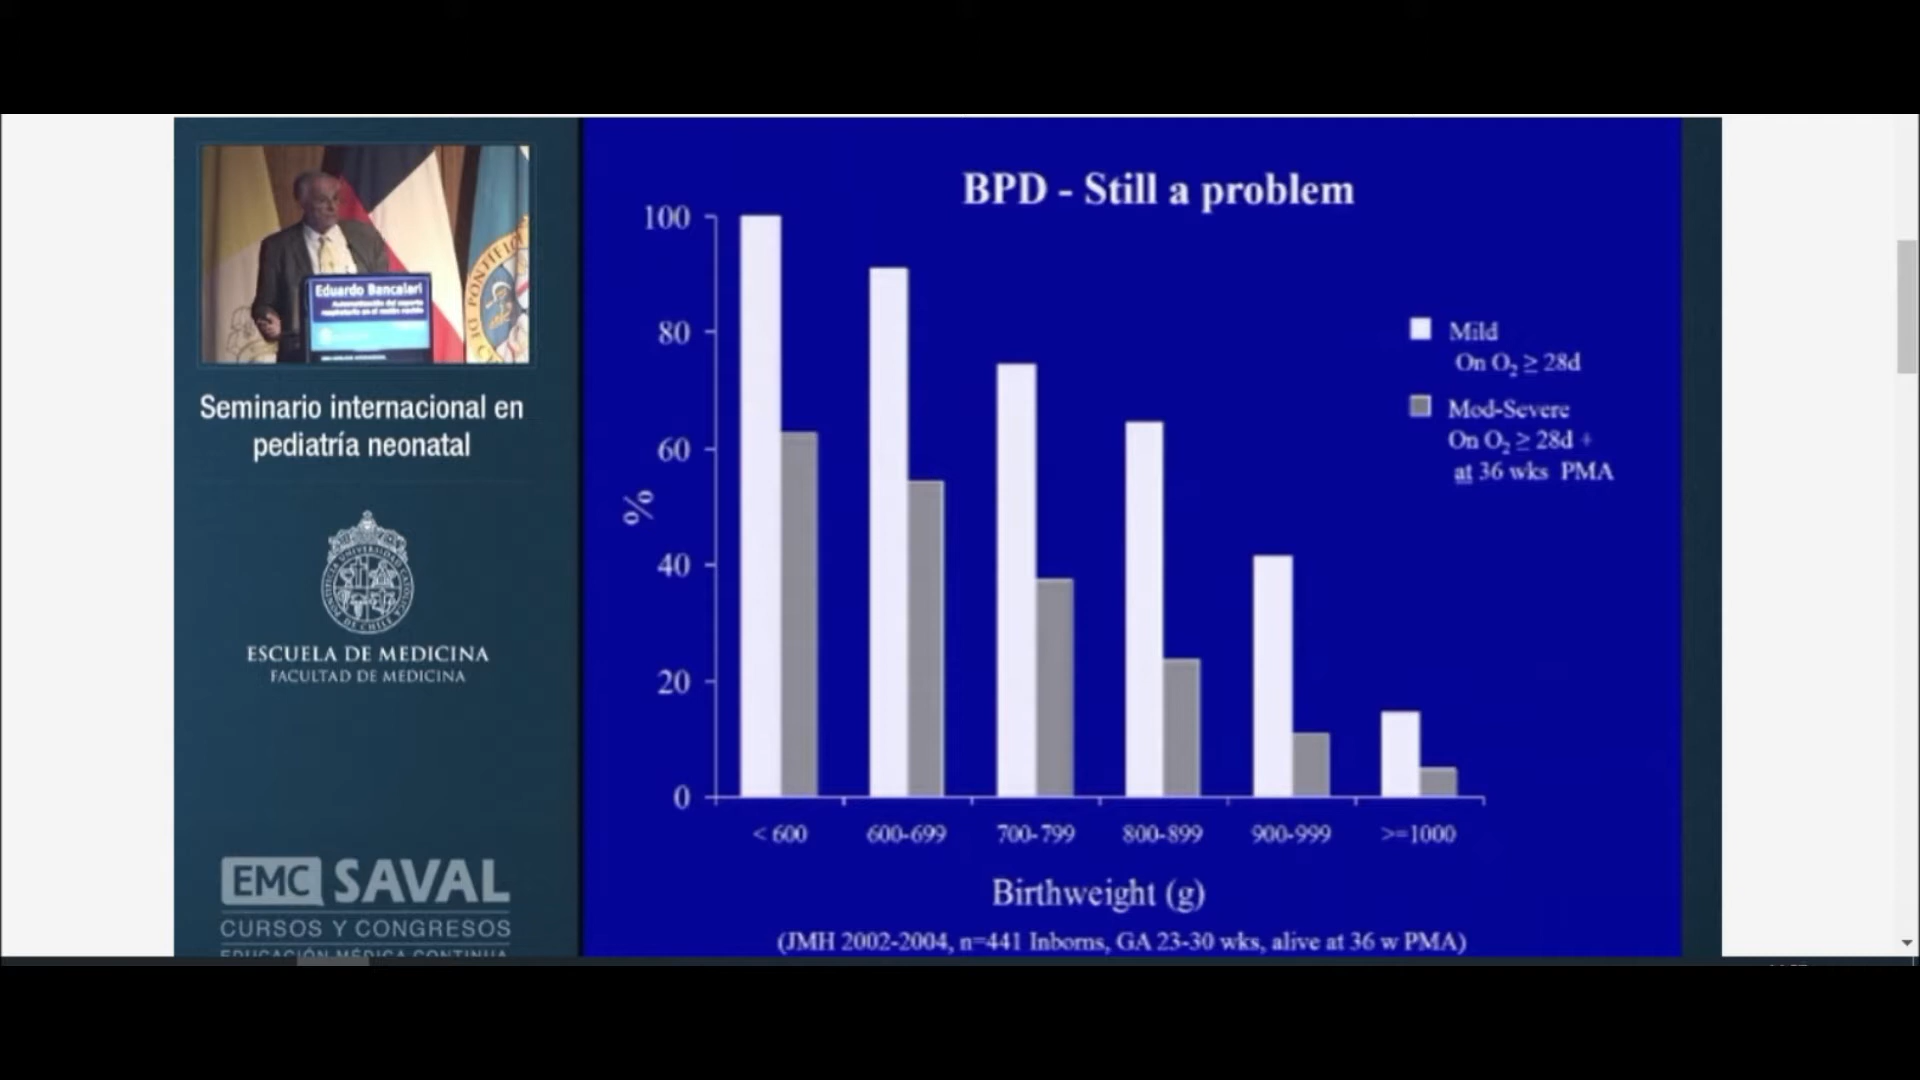 Eduardo Bancalari
Seminario internacional en
pediatría neonatal
ESCUELA DE MEDICINA
FACULTAD DE MEDICINA
EMC SAVAL
CURSOS Y CONGRESOS
EDUCACIÓN MÉDICA CONTINUA
BPD - Still a problem
100
80
60
40
20
0
%
Mild
On O₂ ≥ 28d
Mod-Severe
On O₂ ≥ 28d +
at 36 wks PMA
< 600
600-699
700-799
800-899
900-999
>=1000
Birthweight (g)
(JMH 2002-2004, n=441 Inborns, GA 23-30 wks, alive at 36 w PMA)